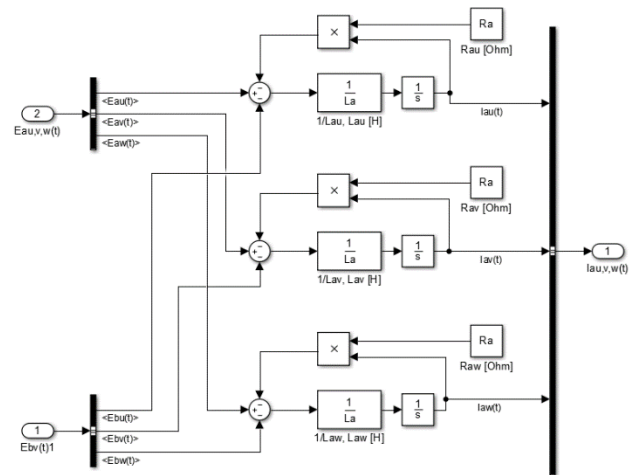 Ra
Rau [Ohm]
×
<Eau(t)>
1
La
1
s
2
Eau,v,w(t)
<Eav(t)>
<Eaw(t)>
1/Lau, Lau [H]
Iau(t)
Ra
Rav [Ohm]
×
1
La
1
s
1
Iau,v,w(t)
1/Lav, Lav [H]
Iav(t)
Ra
Raw [Ohm]
×
1
La
1
s
1/Law, Law [H]
Iaw(t)
<Ebu(t)>
1
Ebv(t)1
<Ebv(t)>
<Ebw(t)>